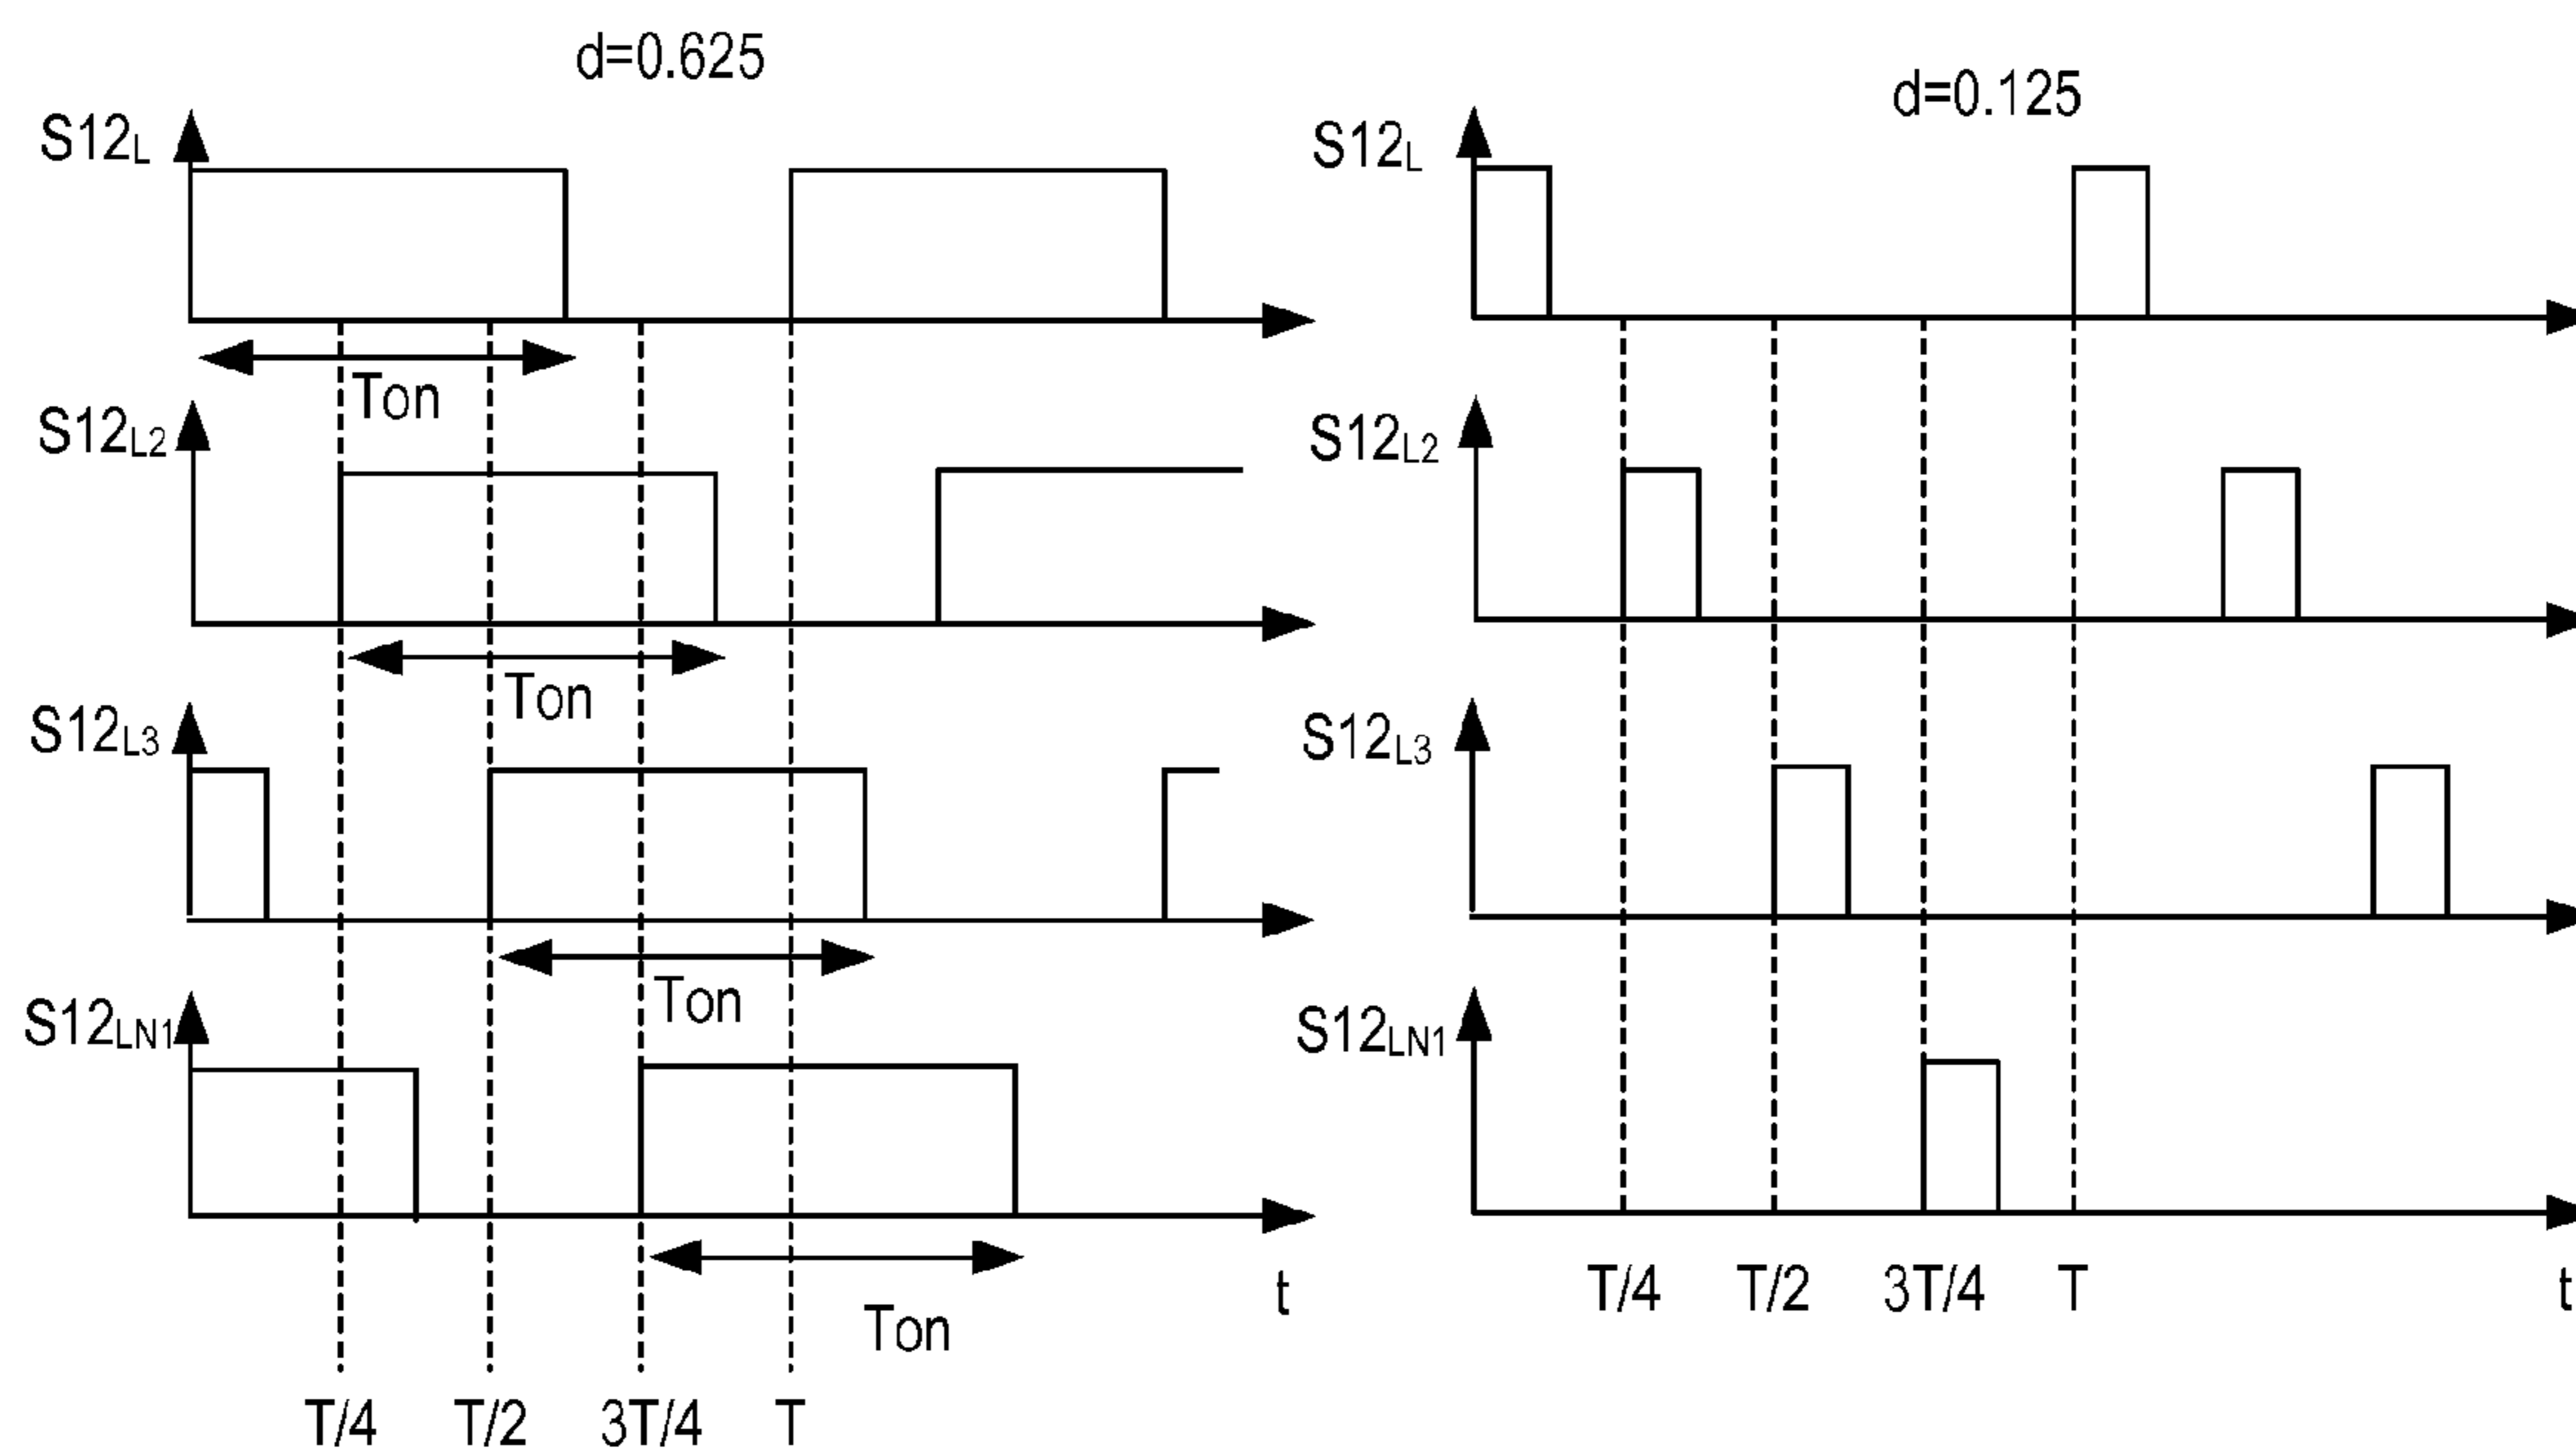 d=0.625
S12L
Ton
S12L2
Ton
S12L3
Ton
S12LN1
Ton
t
T/4 T/2 3T/4 T
d=0.125
S12L
S12L2
S12L3
S12LN1
T/4 T/2 3T/4 T t